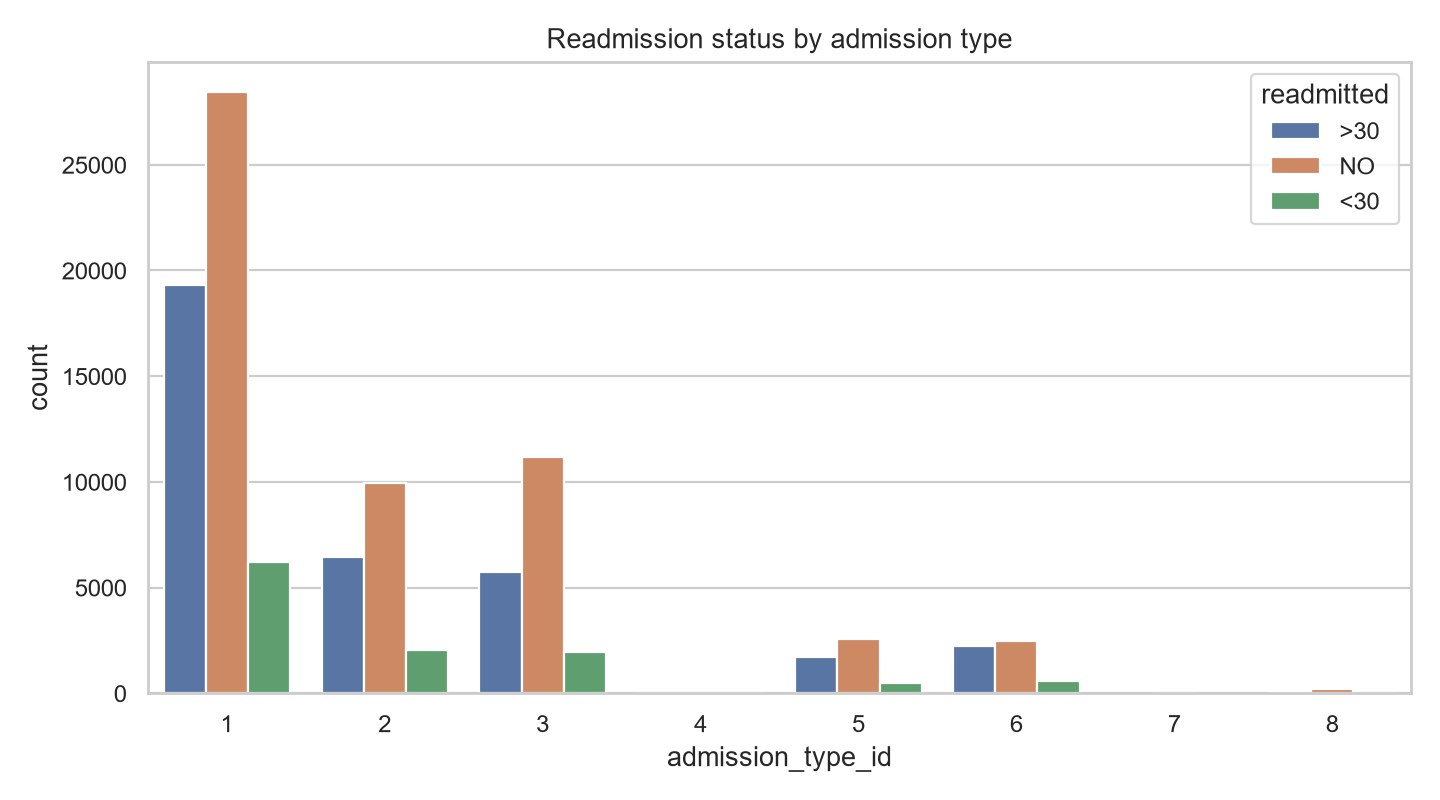 Readmission status by admission type
readmitted
>30
NO
<30
25000
20000
15000
10000
5000
0
count
1 2 3 4 5 6 7 8
admission_type_id